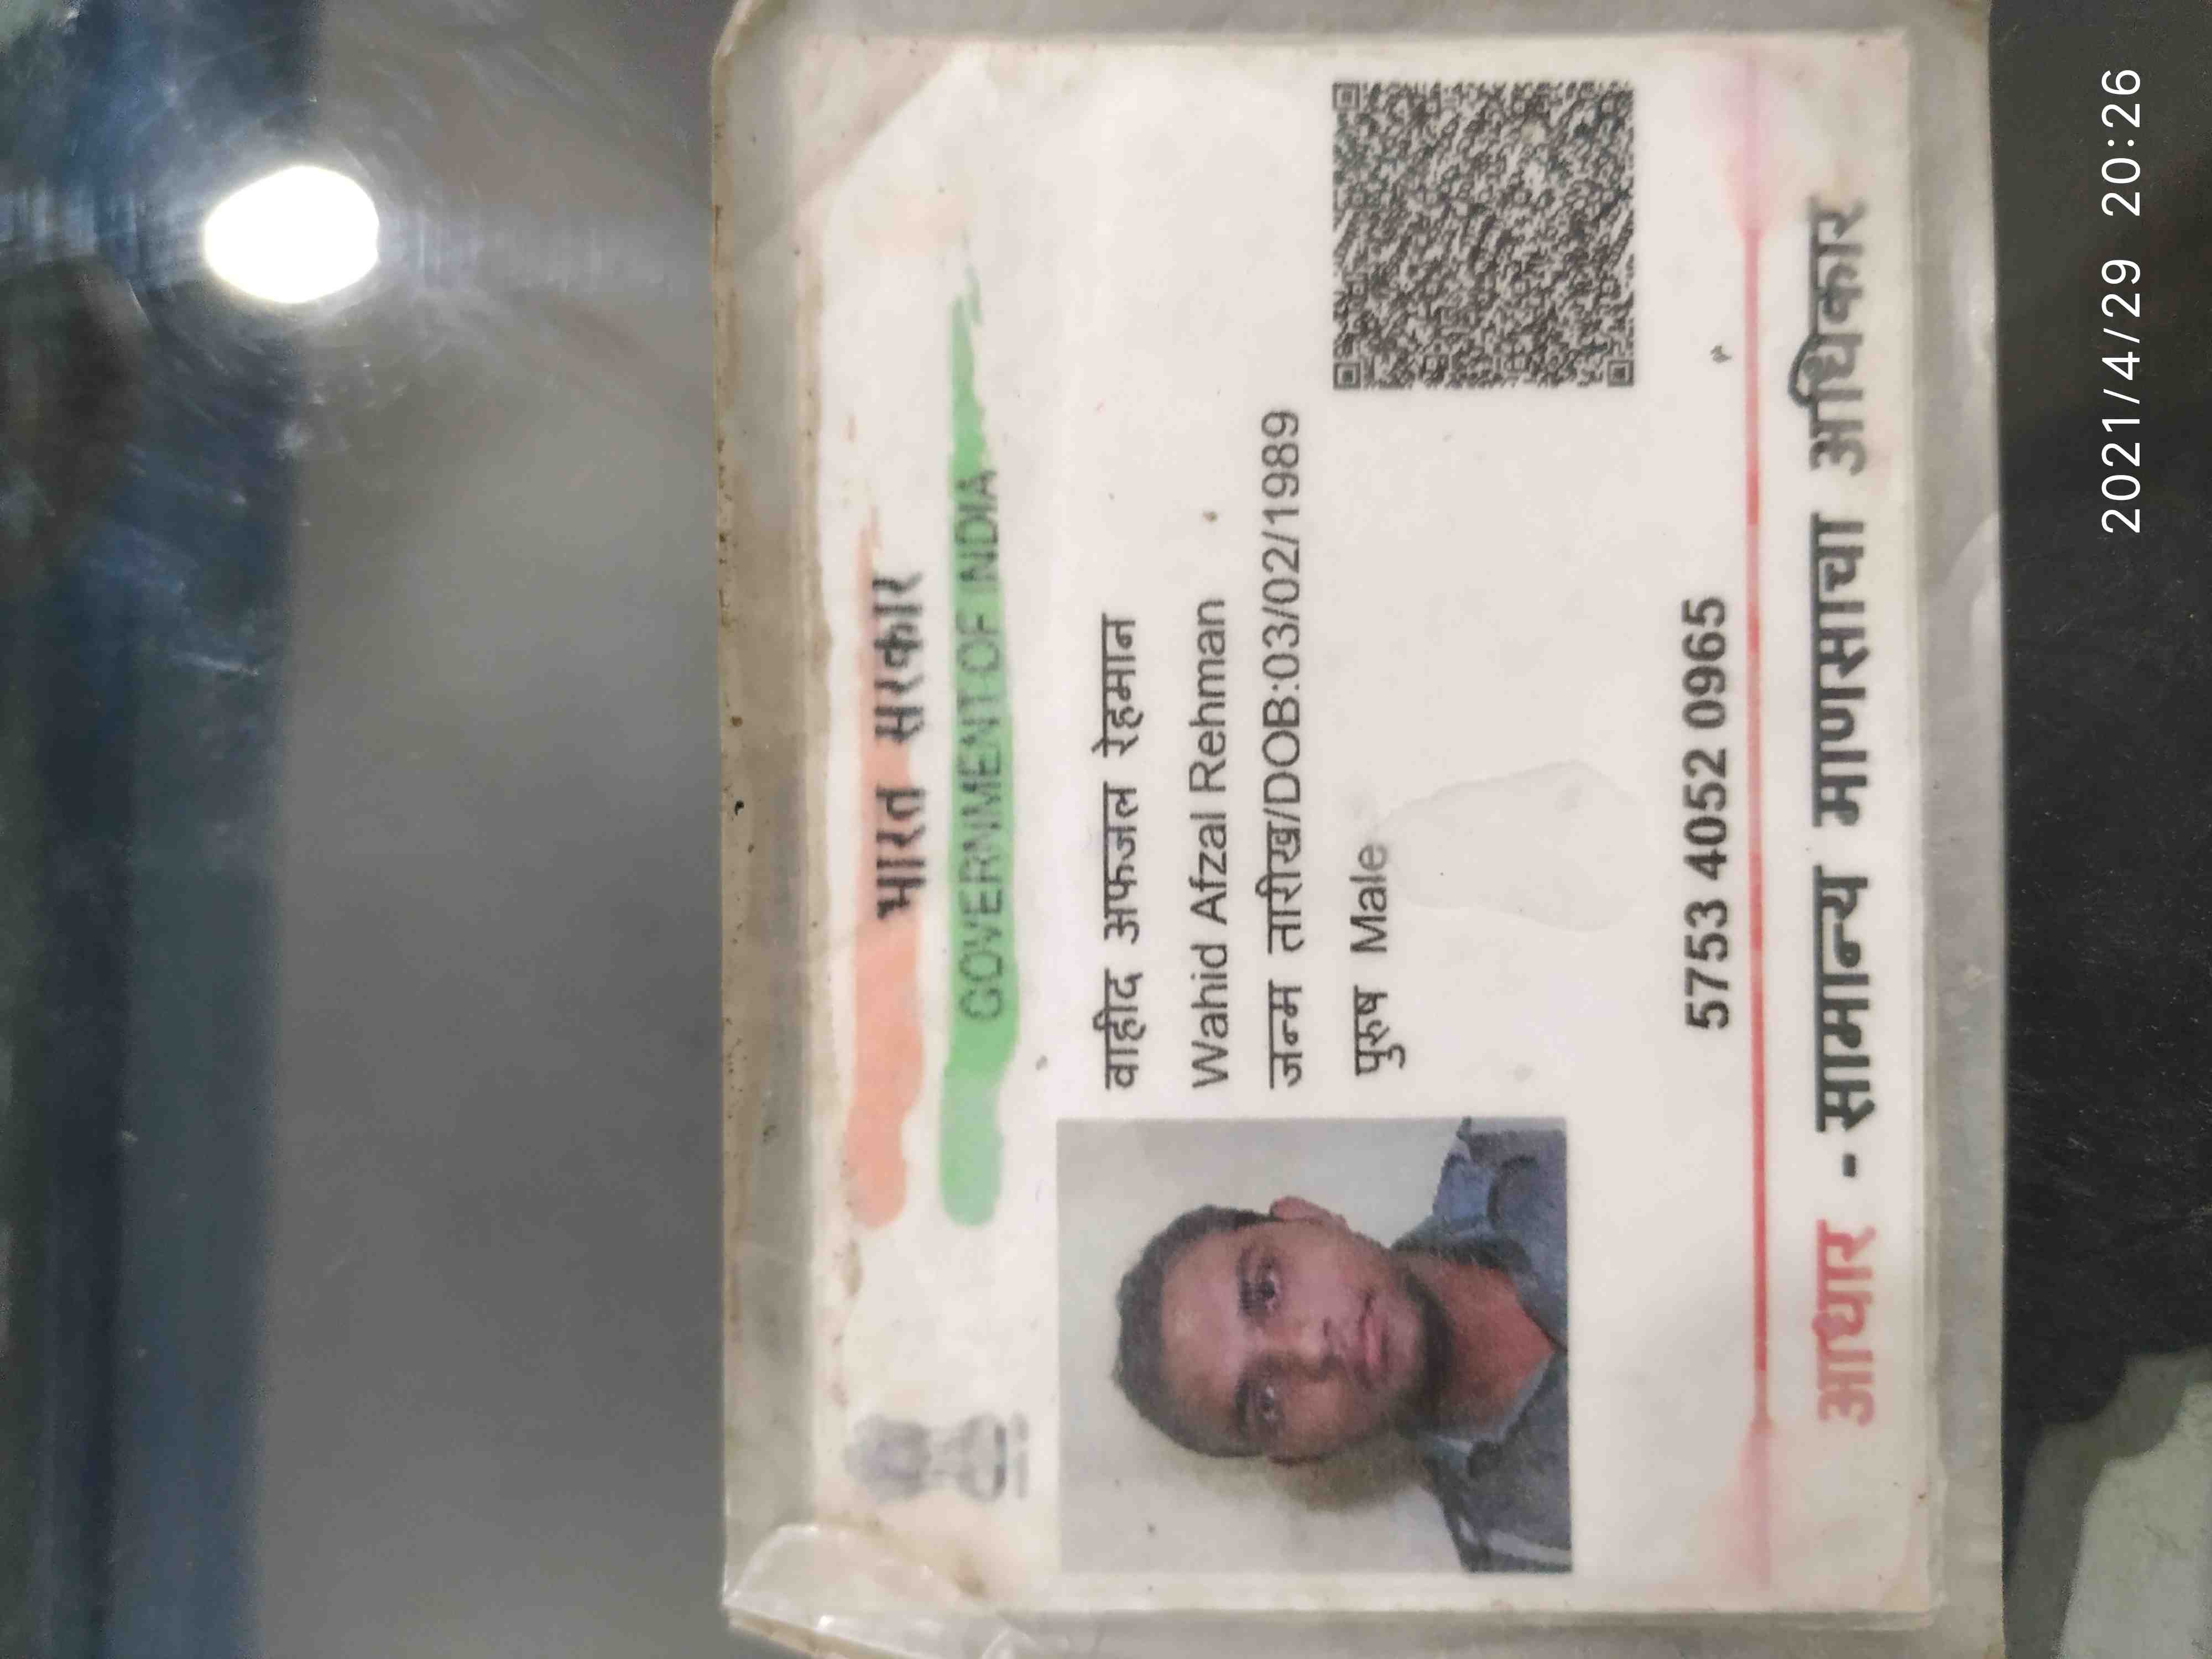 भारत सरकार
GOVERNMENT OF INDIA
वाहीद अफजल रेहमान
Wahid Afzal Rehman
जन्म तारीख/DOB:03/02/1989
पुरुष Male
5753 4052 0965
आधार - सामान्य माणसाचा अधिकार
2021/4/29 20:26